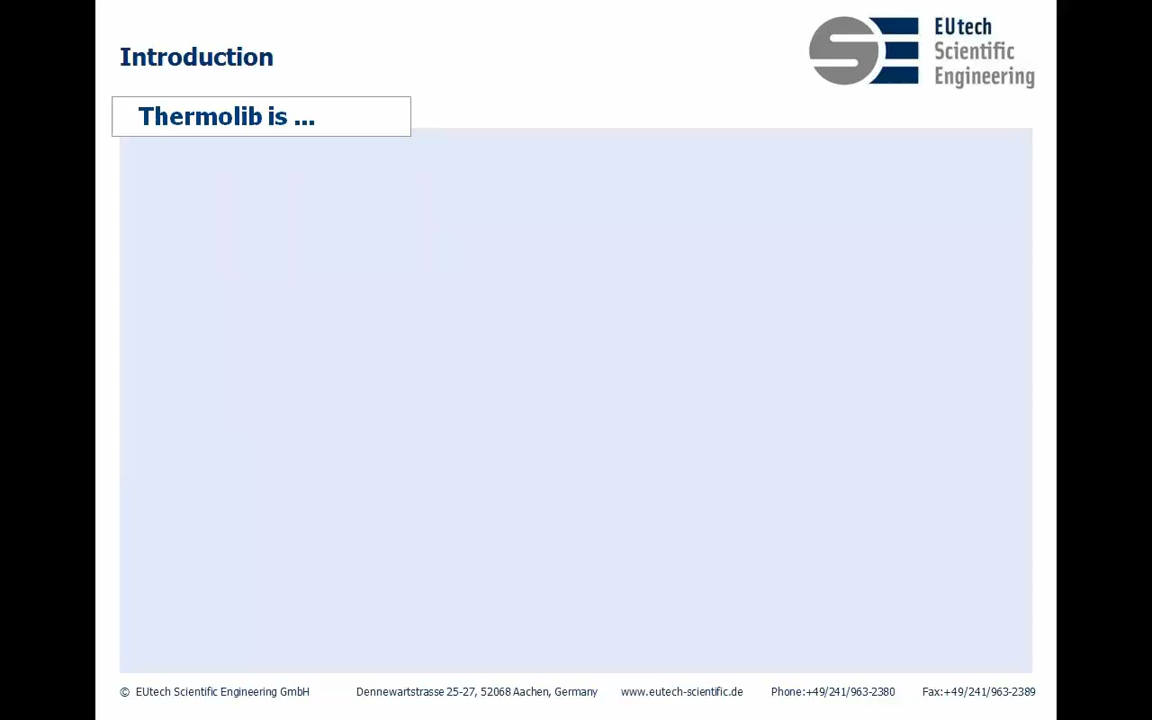 Introduction
EUtech
Scientific
Engineering
Thermolib is ...
© EUtech Scientific Engineering GmbH Dennewartstrasse 25-27, 52068 Aachen, Germany www.eutech-scientific.de Phone:+49/241/963-2380 Fax:+49/241/963-2389